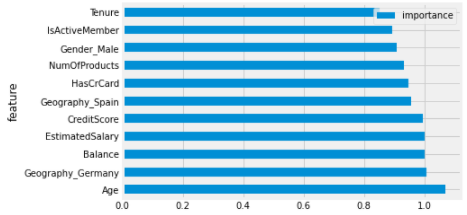 Tenure
importance
IsActiveMember
Gender_Male
NumOfProducts
HasCrCard
Geography_Spain
CreditScore
EstimatedSalary
Balance
Geography_Germany
Age
feature
0.0 0.2 0.4 0.6 0.8 1.0